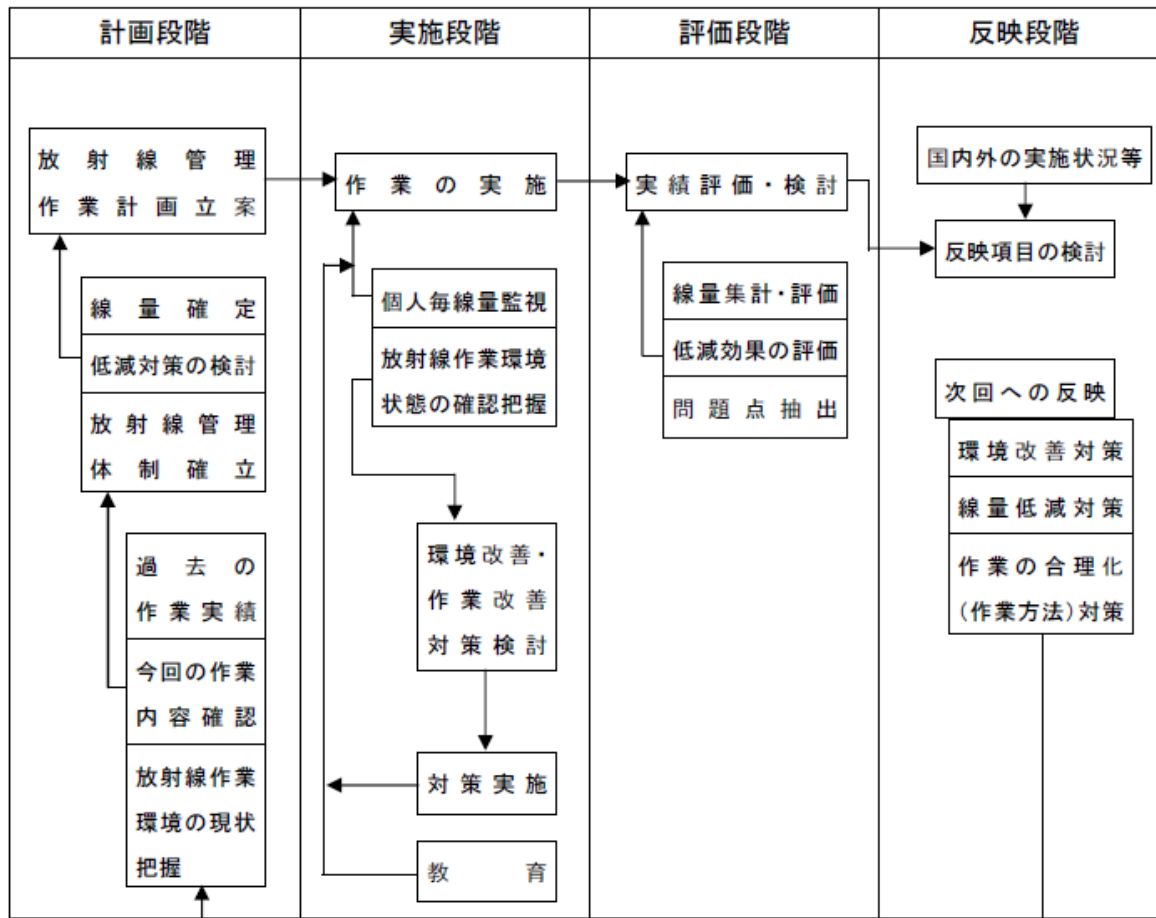 計画段階
実施段階
評価段階
反映段階
放射線管理
作業計画立案
線量確定
低減対策の検討
放射線管理
体制確立
過去の
作業実績
今回の作業
内容確認
放射線作業
環境の現状
把握
作業の実施
個人毎線量監視
放射線作業環境
状態の確認把握
環境改善・
作業改善
対策検討
対策実施
教育
実績評価・検討
線量集計・評価
低減効果の評価
問題点抽出
国内外の実施状況等
反映項目の検討
次回への反映
環境改善対策
線量低減対策
作業の合理化
(作業方法)対策